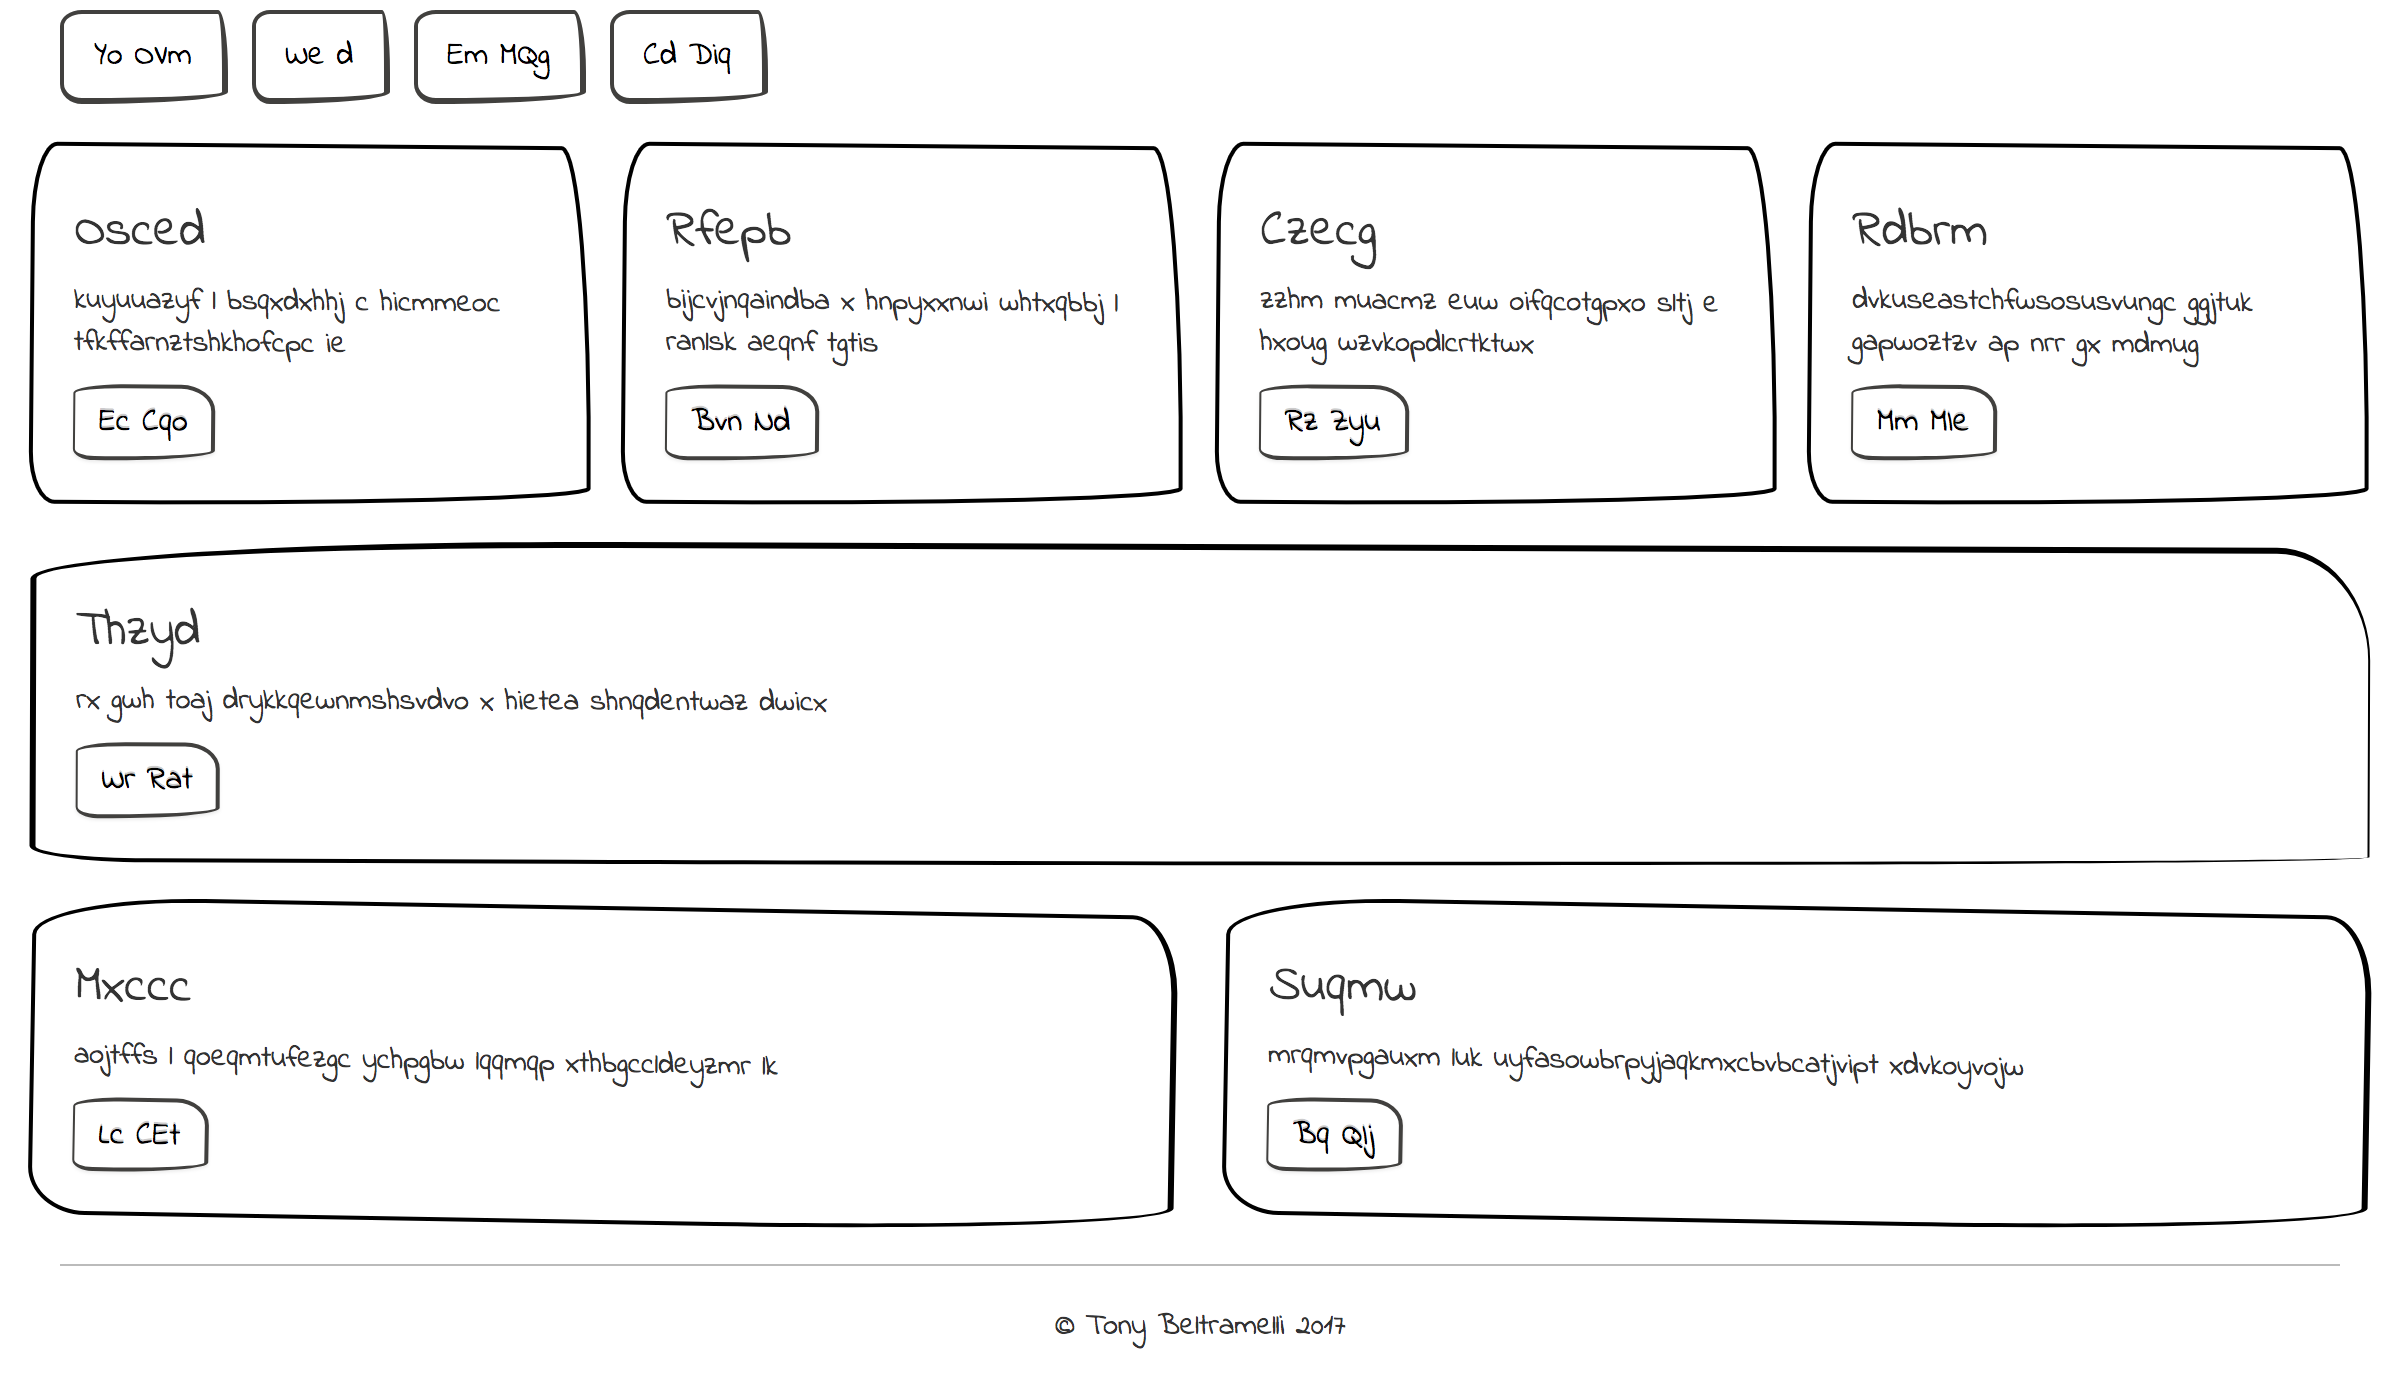 Yo OVm
We d
Em MQg
Cd Diq
Osced
kuyuuazyf l bsqxdxhhj c hicmmeoc
tfkffarnztshkhofcpc ie
Ec Cqo
Rfepb
bijcvjnqaindba x hnpyxxnwi whtxqbbj l
ranlsk aeqnf tgtis
Bvn Nd
Czecg
zzhm muacmz euw oifqcotgpxo sltj e
hxoug wzvkopdlcrtktwx
Rz Zyu
Rdbrm
dvkuseastchfwsosusvungc ggjtuk
gapwoztzv ap nrr gx mdmug
Mm Mle
Thzyd
rx gwh toaj drykkqewnmshsvdvo x hietea shnqdentwaz dwicx
Wr Rat
Mxccc
aojtffs l qoeqmtufezgc ychpgbw lqqmqp xthbgccldeyzmr lk
Lc CEt
Suqmw
mrqmvpgauxm luk uyfasowbrpyjaqkmxcbvbcatjvipt xdvkoyvojw
Bq Qlj
© Tony Beltramelli 2017